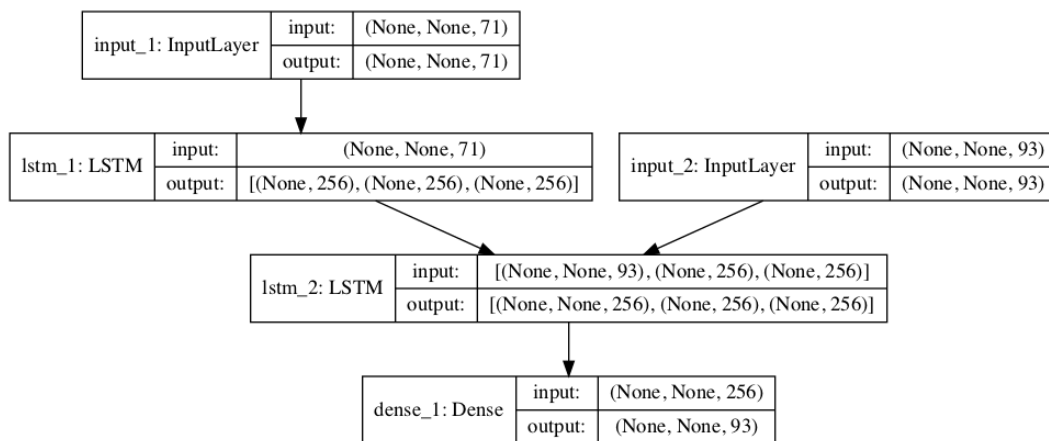 input_1: InputLayer
input: (None, None, 71)
output: (None, None, 71)
lstm_1: LSTM
input: (None, None, 71)
output: [(None, 256), (None, 256), (None, 256)]
input_2: InputLayer
input: (None, None, 93)
output: (None, None, 93)
lstm_2: LSTM
input: [(None, None, 93), (None, 256), (None, 256)]
output: [(None, None, 256), (None, 256), (None, 256)]
dense_1: Dense
input: (None, None, 256)
output: (None, None, 93)